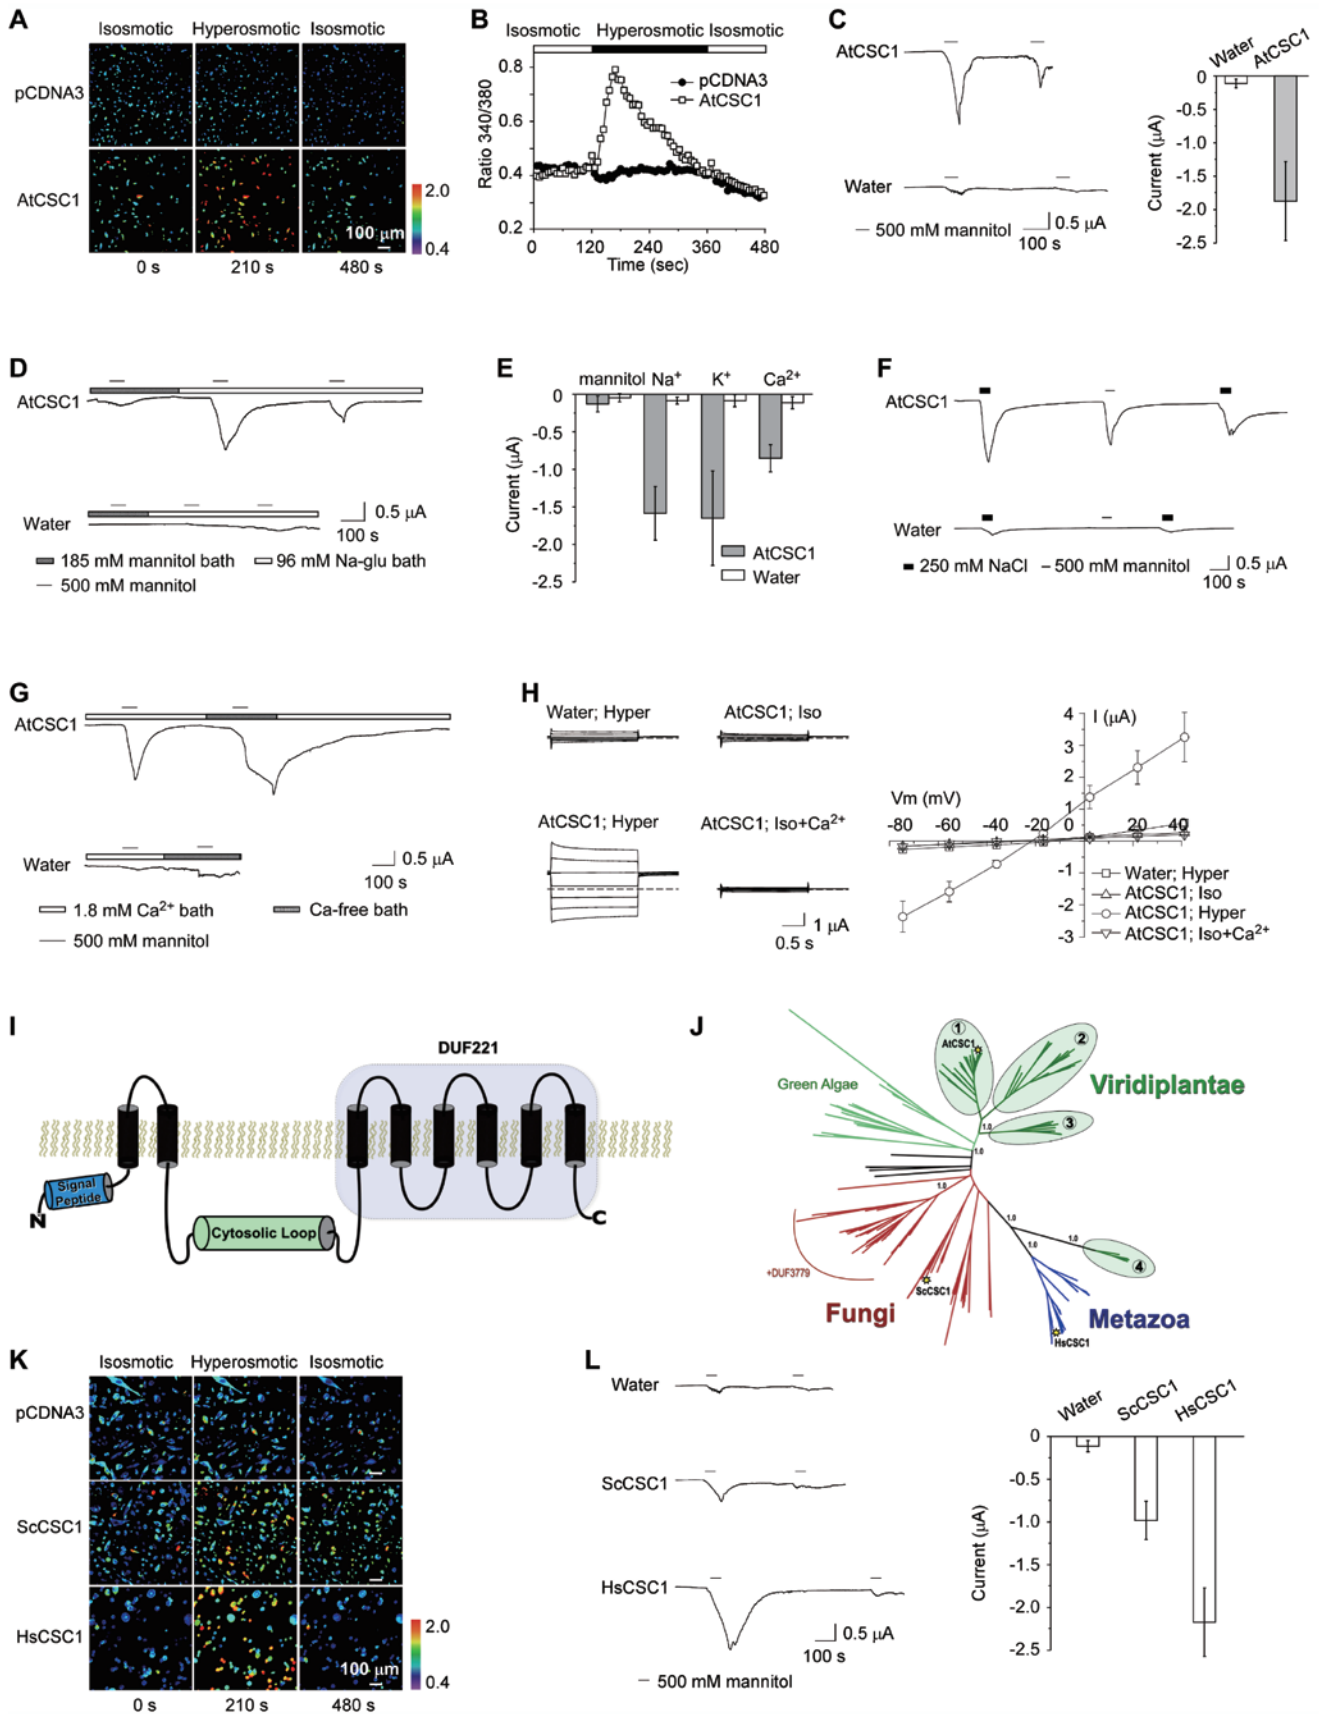 A
Isosmotic Hyperosmotic Isosmotic
pCDNA3
AtCSC1
100 μm
2.0
0.4
0 s 210 s 480 s
B
Isosmotic Hyperosmotic Isosmotic
Ratio 340/380
0.8
0.6
0.4
0.2
pCDNA3
AtCSC1
0 120 240 360 480
Time (sec)
C
AtCSC1
Water
500 mM mannitol
0.5 μA
100 s
Water AtCSC1
Current (μA)
0
-0.5
-1.0
-1.5
-2.0
-2.5
D
AtCSC1
Water
0.5 μA
100 s
185 mM mannitol bath 96 mM Na-glu bath
500 mM mannitol
E
mannitol Na+ K+ Ca2+
Current (μA)
0
-0.5
-1.0
-1.5
-2.0
-2.5
AtCSC1
Water
F
AtCSC1
Water
250 mM NaCl 500 mM mannitol
0.5 μA
100 s
G
AtCSC1
Water
0.5 μA
100 s
1.8 mM Ca2+ bath Ca-free bath
500 mM mannitol
H
Water; Hyper AtCSC1; Iso
AtCSC1; Hyper AtCSC1; Iso+Ca2+
1 μA
0.5 s
I (μA)
4
3
2
1
0
-1
-2
-3
Vm (mV)
-80 -60 -40 -20 20 40
Water; Hyper
AtCSC1; Iso
AtCSC1; Hyper
AtCSC1; Iso+Ca2+
I
DUF221
Signal
Peptide
N
Cytosolic Loop
C
J
1
AtCSC1
2
Green Algae
Viridiplantae
3
1.0
1.0
1.0
1.0
1.0
1.0
4
+DUF3779
ScCSC1
Fungi
Metazoa
HsCSC1
K
Isosmotic Hyperosmotic Isosmotic
pCDNA3
ScCSC1
HsCSC1
100 μm
2.0
0.4
0 s 210 s 480 s
L
Water
ScCSC1
HsCSC1
0.5 μA
100 s
500 mM mannitol
Water ScCSC1 HsCSC1
Current (μA)
0
-0.5
-1.0
-1.5
-2.0
-2.5